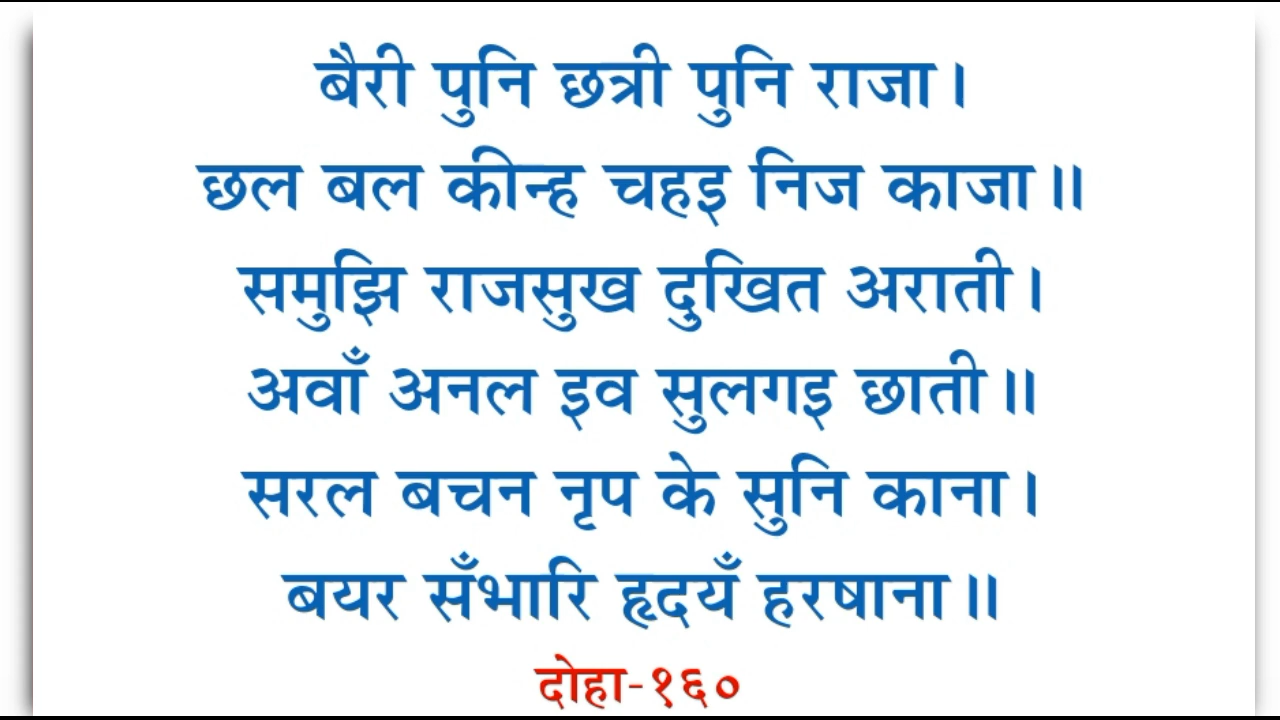 बैरी पुनि छत्री पुनि राजा।
छल बल कीन्ह चहइ निज काजा॥
समुझि राजसुख दुखित अराती।
अवाँ अनल इव सुलगइ छाती॥
सरल बचन नृप के सुनि काना।
बयर सँभारि हृदयँ हरषाना॥
दोहा-१६०